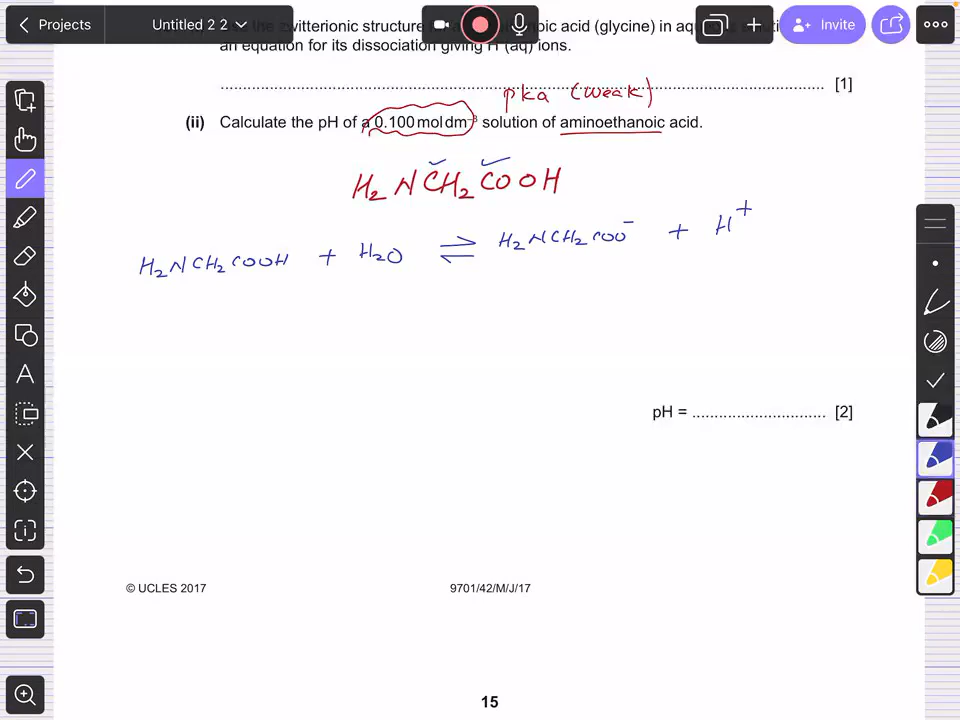 Projects
Untitled 2 2
Invite
zwitterionic structure
oic acid (glycine) in aq
an equation for its dissociation giving H (aq) ions.
[1]
pka (weak)
(ii) Calculate the pH of a 0.100 mol dm⁻³ solution of aminoethanoic acid.
H₂NCH₂COOH
H₂NCH₂COOH + H₂O ⇌ H₂NCH₂COO⁻ + H⁺
pH = .............................. [2]
© UCLES 2017
9701/42/M/J/17
15